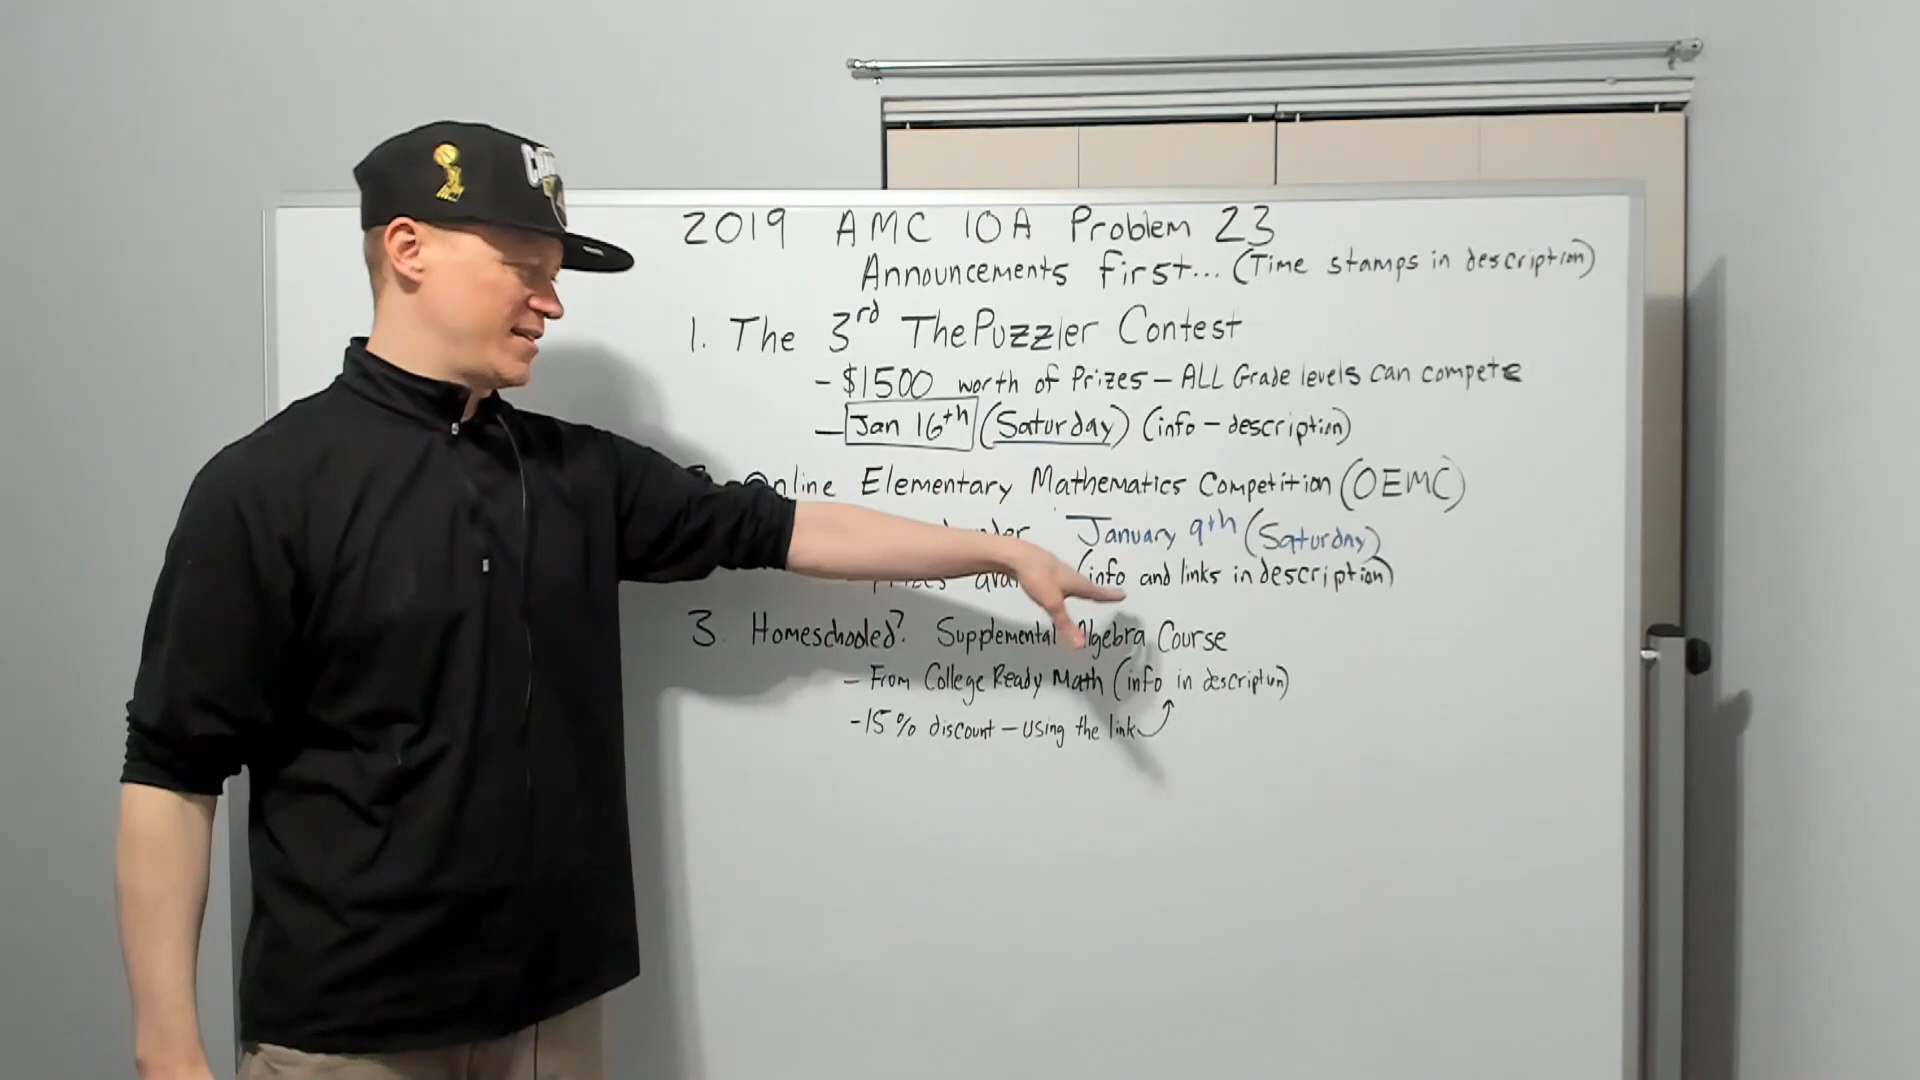 2019 AMC 10A Problem 23
Announcements first... (Time stamps in description)
1. The 3rd ThePuzzler Contest
- $1500 worth of Prizes - ALL Grade levels can compete
- Jan 16th (Saturday) (info - description)
Online Elementary Mathematics Competition (OEMC)
January 9th (Saturday)
(info and links in description)
3. Homeschooled? Supplemental Algebra Course
- From College Ready Math (info in description)
- 15% discount - using the link